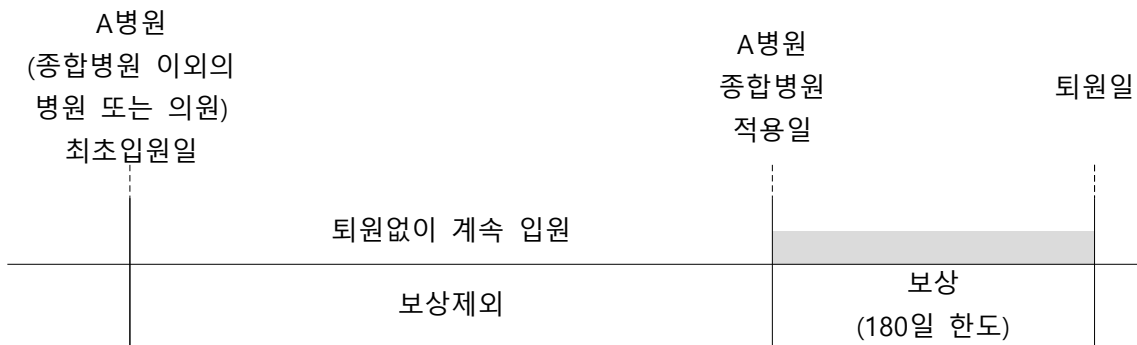 A병원
(종합병원 이외의
병원 또는 의원)
최초입원일
A병원
종합병원
적용일
퇴원일
퇴원없이 계속 입원
보상제외
보상
(180일 한도)